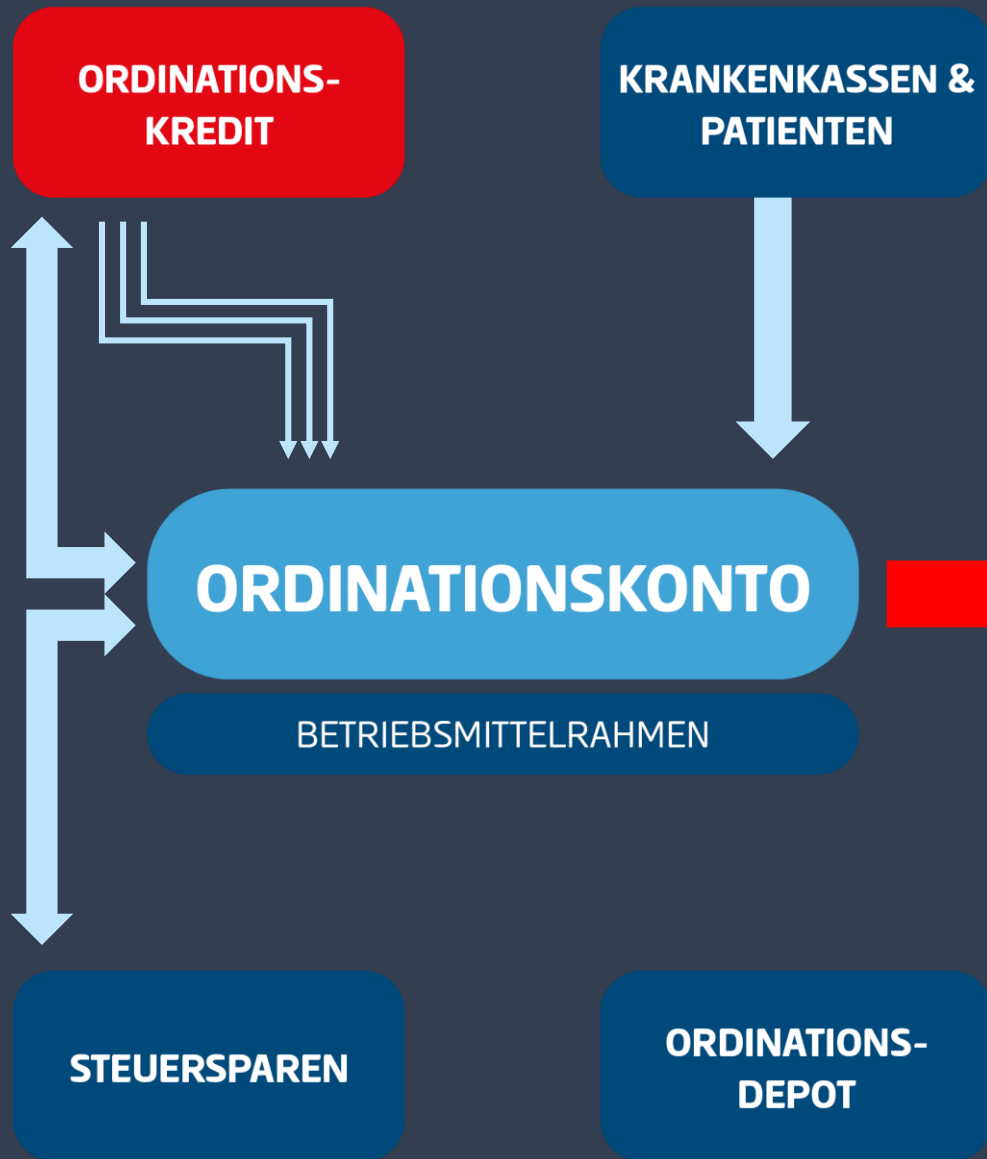 ORDINATIONS-
KREDIT
KRANKENKASSEN &
PATIENTEN
ORDINATIONSKONTO
BETRIEBSMITTELRAHMEN
STEUERSPAREN
ORDINATIONS-
DEPOT